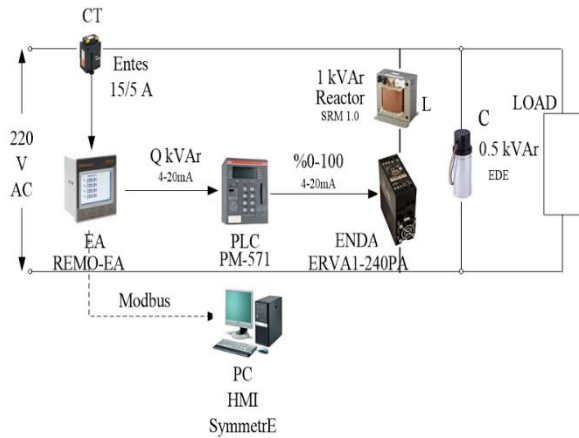 CT
Entes
15/5 A
220
V
AC
1 kVAr
Reactor
SRM 1.0
L
LOAD
C
0.5 kVAr
EDE
Q kVAr
4-20mA
%0-100
4-20mA
EA
REMO-EA
PLC
PM-571
ENDA
ERVA1-240PA
Modbus
PC
HMI
SymmetrE